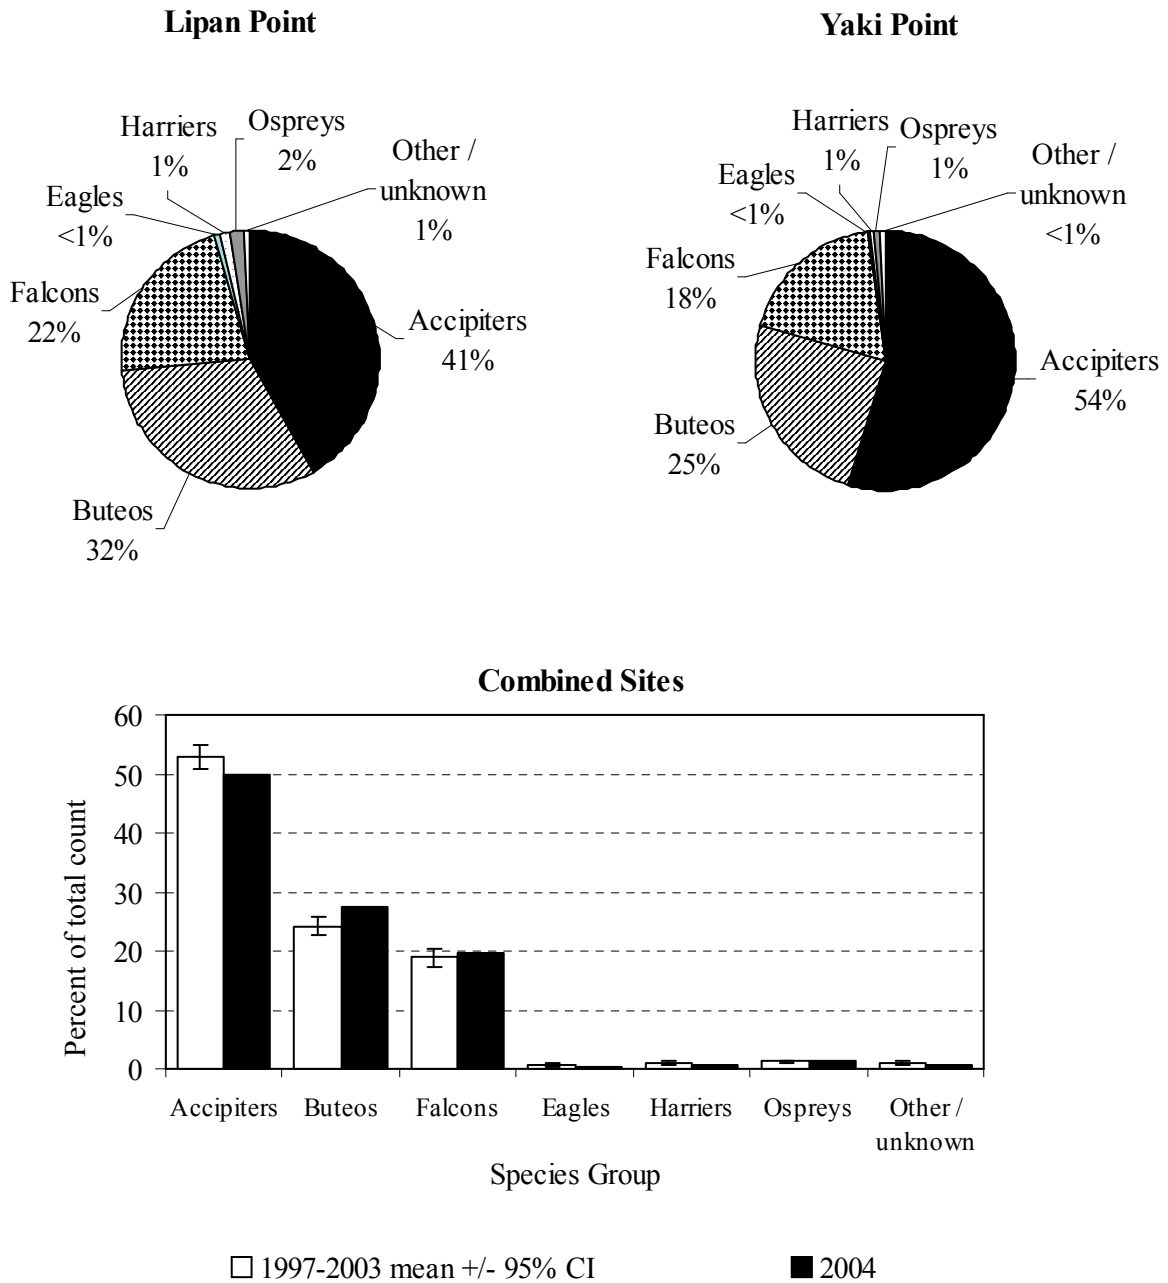 Lipan Point
Yaki Point
Harriers
1%
Ospreys
2%
Other /
unknown
1%
Eagles
<1%
Falcons
22%
Accipiters
41%
Buteos
32%
Harriers
1%
Ospreys
1%
Other /
unknown
<1%
Eagles
<1%
Falcons
18%
Accipiters
54%
Buteos
25%
Combined Sites
Percent of total count
60
50
40
30
20
10
0
Accipiters
Buteos
Falcons
Eagles
Harriers
Ospreys
Other /
unknown
Species Group
1997-2003 mean +/- 95% CI
2004